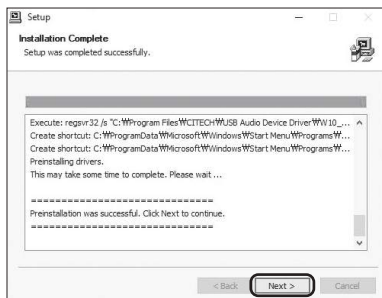 Setup
Installation Complete
Setup was completed successfully.
Execute: regsvr32 /s "C:₩Program Files₩CITECH₩USB Audio Device Driver₩W10_...
Create shortcut: C:₩ProgramData₩Microsoft₩Windows₩Start Menu₩Programs₩...
Create shortcut: C:₩ProgramData₩Microsoft₩Windows₩Start Menu₩Programs₩...
Preinstalling drivers.
This may take some time to complete. Please wait ...
==============================
Preinstallation was successful. Click Next to continue.
==============================
< Back
Next >
Cancel